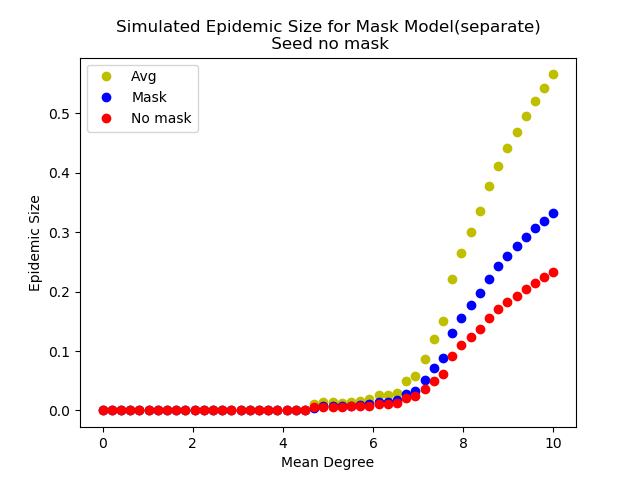 Simulated Epidemic Size for Mask Model(separate)
Seed no mask
Avg
Mask
No mask
Epidemic Size
0.5
0.4
0.3
0.2
0.1
0.0
0 2 4 6 8 10
Mean Degree